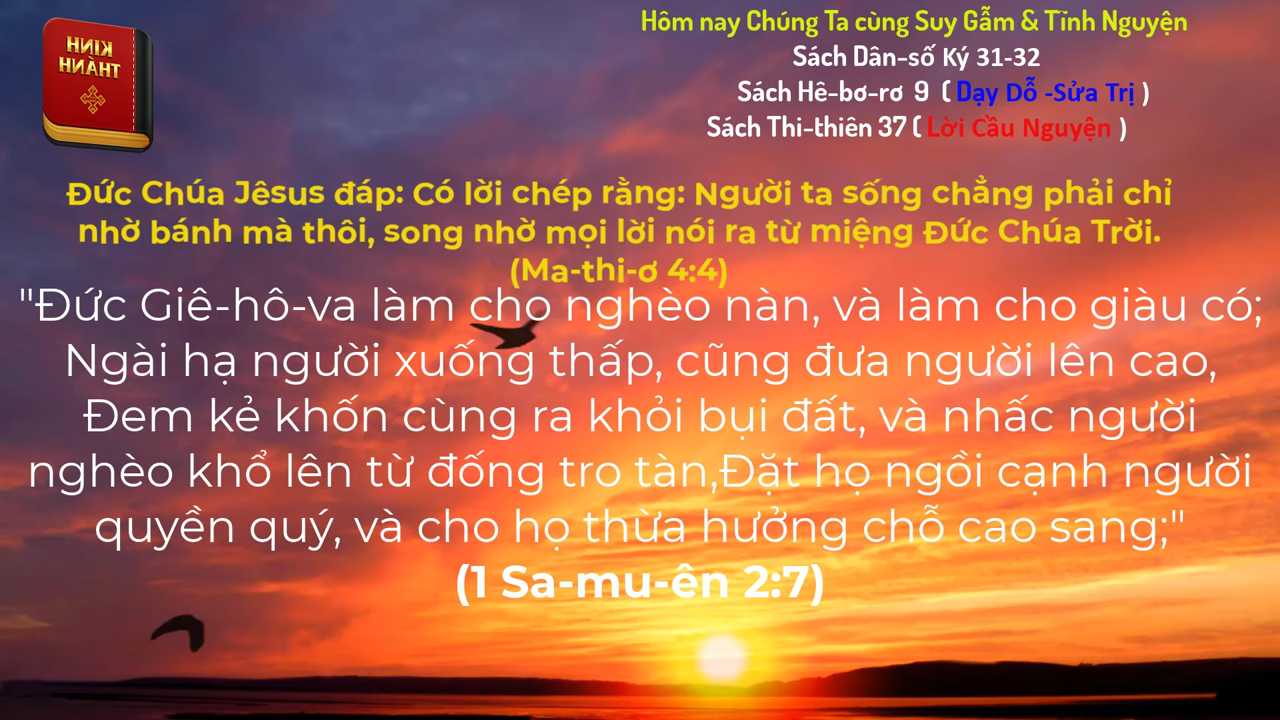 KINH
THÁNH
Hôm nay Chúng Ta cùng Suy Gẫm & Tĩnh Nguyện
Sách Dân-số Ký 31-32
Sách Hê-bơ-rơ 9 ( Dạy Dỗ -Sửa Trị )
Sách Thi-thiên 37 ( Lời Cầu Nguyện )
Đức Chúa Jêsus đáp: Có lời chép rằng: Người ta sống chẳng phải chỉ
nhờ bánh mà thôi, song nhờ mọi lời nói ra từ miệng Đức Chúa Trời.
(Ma-thi-ơ 4:4)
"Đức Giê-hô-va làm cho nghèo nàn, và làm cho giàu có;
Ngài hạ người xuống thấp, cũng đưa người lên cao,
Đem kẻ khốn cùng ra khỏi bụi đất, và nhấc người
nghèo khổ lên từ đống tro tàn,Đặt họ ngồi cạnh người
quyền quý, và cho họ thừa hưởng chỗ cao sang;"
(1 Sa-mu-ên 2:7)